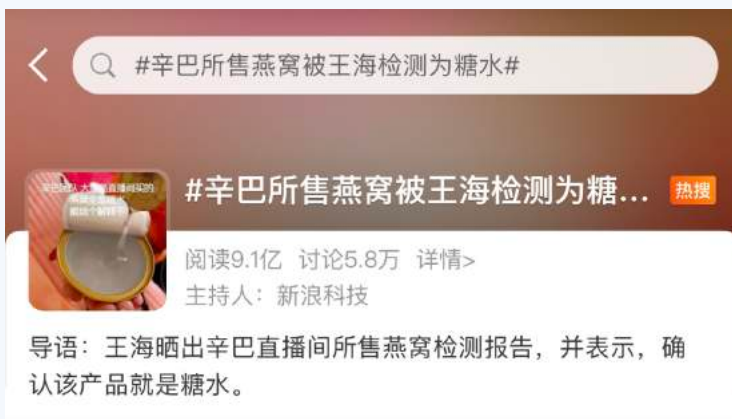 #辛巴所售燕窝被王海检测为糖水#
#辛巴所售燕窝被王海检测为糖... 热搜
阅读9.1亿 讨论5.8万 详情>
主持人：新浪科技
导语：王海晒出辛巴直播间所售燕窝检测报告，并表示，确
认该产品就是糖水。